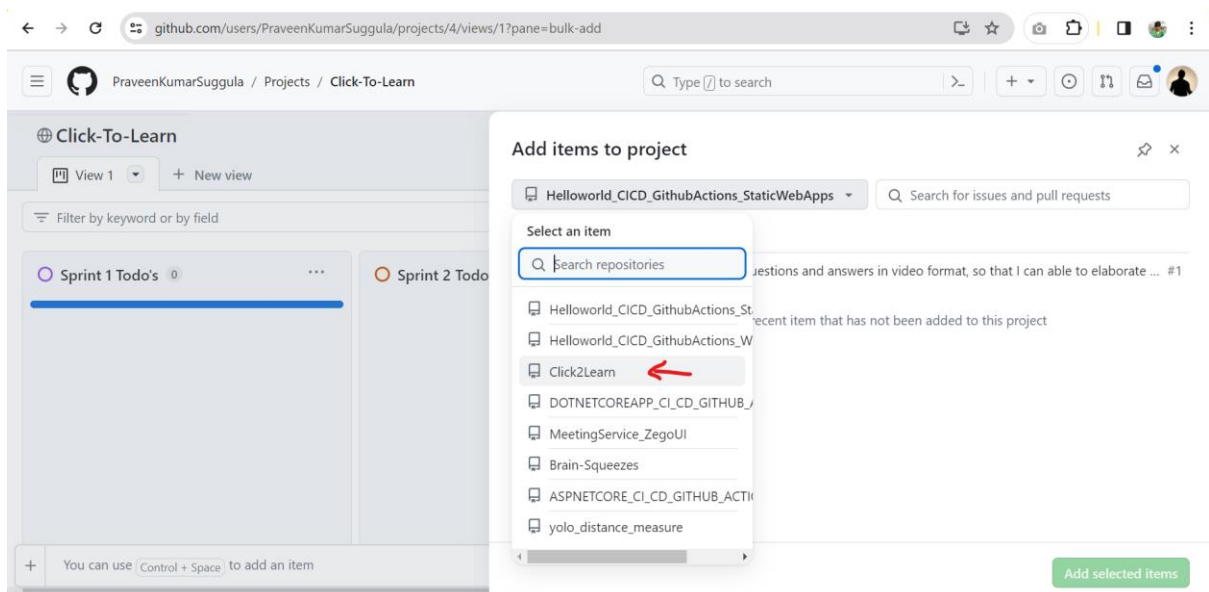 github.com/users/PraveenKumarSuggula/projects/4/views/1?pane=bulk-add
PraveenKumarSuggula / Projects / Click-To-Learn
Type / to search
Click-To-Learn
View 1
+ New view
Filter by keyword or by field
Sprint 1 Todo's 0
Sprint 2 Todo
Add items to project
Helloworld_CICD_GithubActions_StaticWebApps
Search for issues and pull requests
Select an item
Search repositories
uestions and answers in video format, so that I can able to elaborate ... #1
recent item that has not been added to this project
Helloworld_CICD_GithubActions_St
Helloworld_CICD_GithubActions_W
Click2Learn
DOTNETCOREAPP_CI_CD_GITHUB_A
MeetingService_ZegoUI
Brain-Squeezes
ASPNETCORE_CI_CD_GITHUB_ACTI
yolo_distance_measure
+ You can use Control + Space to add an item
Add selected items